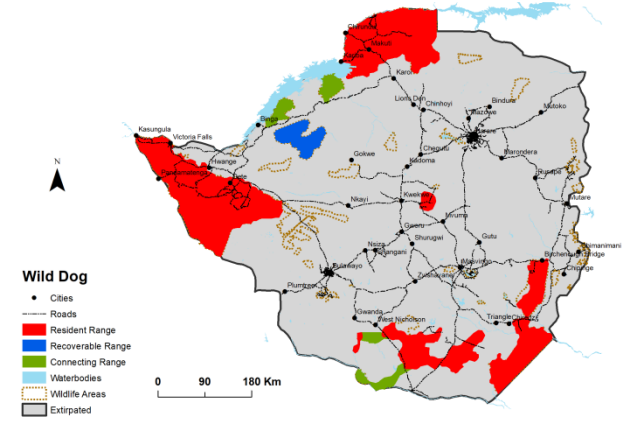 Chirundu
Makuti
Kariba
Karoi
Lions Den
Chinhoyi
Bindura
Mazowe
Mutoko
Harare
Binga
Kasungula
Victoria Falls
Hwange
Pandamatenga
Dete
Gokwe
Chegutu
Kadoma
Marondera
Rusape
Nkayi
Kwekwe
Mutare
Mvuma
Gweru
Shurugwi
Gutu
Nsiza
Shangani
Chimanimani
Birchenough Bridge
Chipinge
Bulawayo
Masvingo
Zvishavane
Plumtree
Gwanda
West Nicholson
Triangle
Chiredzi
N
Wild Dog
Cities
Roads
Resident Range
Recoverable Range
Connecting Range
Waterbodies
Wildlife Areas
Extirpated
0 90 180 Km